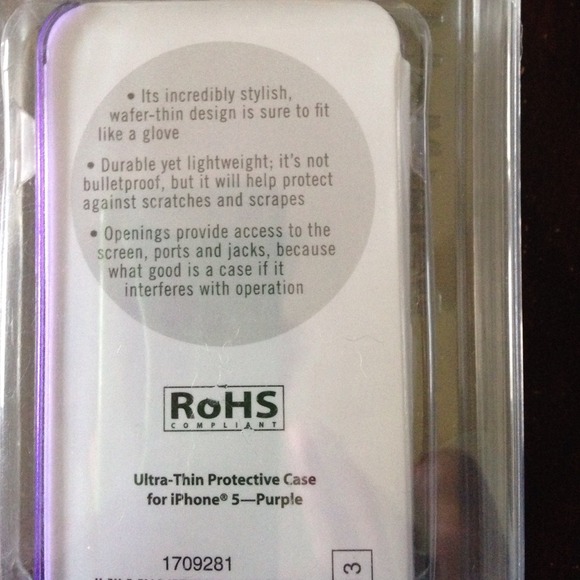 • Its incredibly stylish,
wafer-thin design is sure to fit
like a glove
• Durable yet lightweight; it's not
bulletproof, but it will help protect
against scratches and scrapes
• Openings provide access to the
screen, ports and jacks, because
what good is a case if it
interferes with operation
RoHS
COMPLIANT
Ultra-Thin Protective Case
for iPhone® 5—Purple
1709281
3